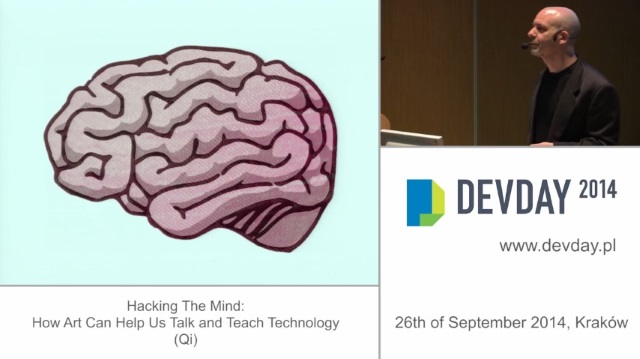 DEVDAY 2014
www.devday.pl
Hacking The Mind:
How Art Can Help Us Talk and Teach Technology
(Qi)
26th of September 2014, Kraków